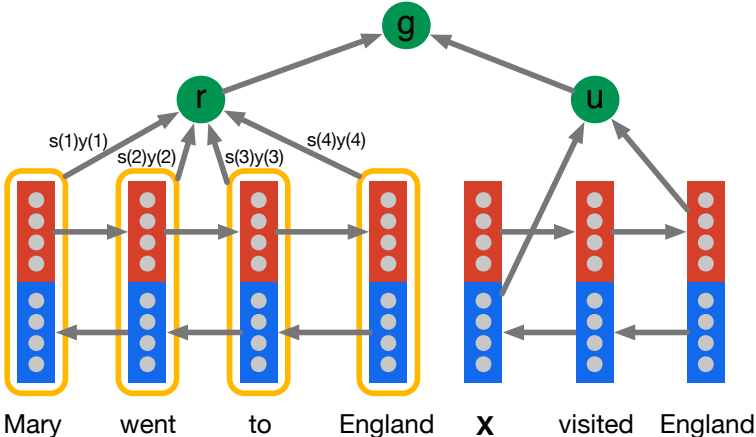 g
r
u
s(1)y(1)
s(2)y(2)
s(3)y(3)
s(4)y(4)
Mary went to England X visited England